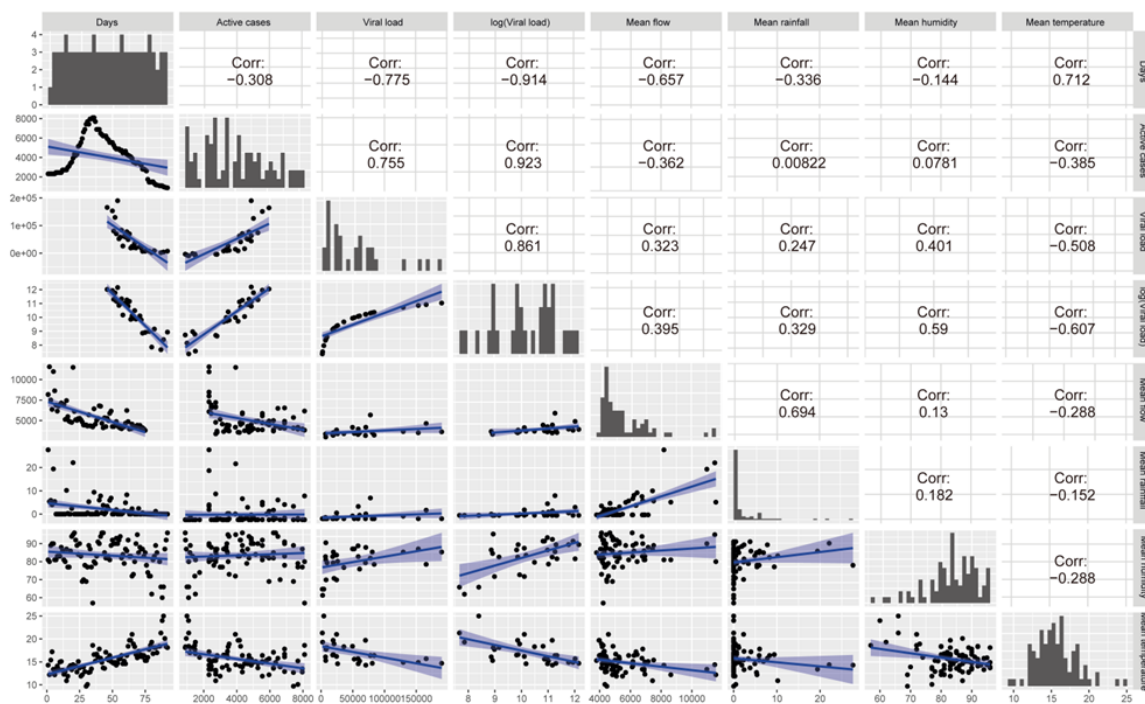 Days Active cases Viral load log(Viral load) Mean flow Mean rainfall Mean humidity Mean temperature
4
3
2
1
0
Corr: Corr: Corr: Corr: Corr: Corr: Corr:
−0.308 −0.775 −0.914 −0.657 −0.336 −0.144 0.712
Days
8000
6000
4000
2000
Corr: Corr: Corr: Corr: Corr: Corr:
0.755 0.923 −0.362 0.00822 0.0781 −0.385
Active cases
2e+05
1e+05
0e+00
Corr: Corr: Corr: Corr: Corr:
0.861 0.323 0.247 0.401 −0.508
Viral load
12
11
10
9
8
Corr: Corr: Corr: Corr:
0.395 0.329 0.59 −0.607
log(Viral load)
10000
7500
5000
Corr: Corr: Corr:
0.694 0.13 −0.288
Mean flow
20
10
0
Corr: Corr:
0.182 −0.152
Mean rainfall
90
80
70
60
Corr:
−0.288
Mean humidity
25
20
15
10
Mean temperature
0 25 50 75 2000 4000 6000 8000 0 50000 100000 150000 8 9 10 11 12 4000 6000 8000 10000 0 10 20 60 70 80 90 10 15 20 25